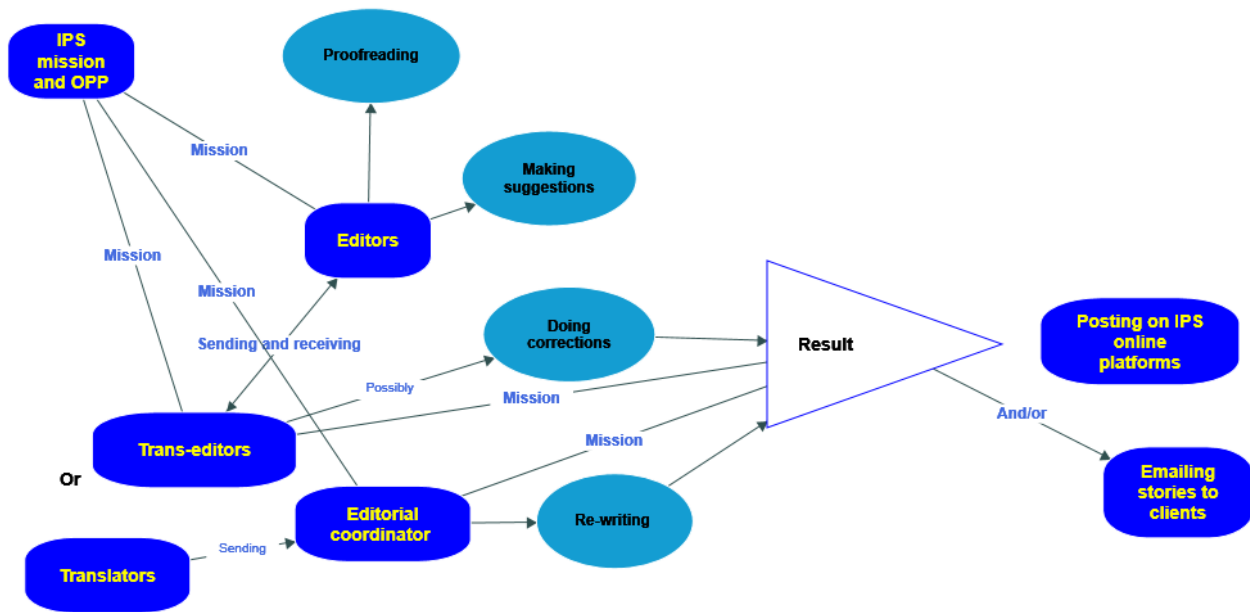 IPS
mission
and OPP
Proofreading
Mission
Making
suggestions
Editors
Mission
Mission
Sending and receiving
Doing
corrections
Result
Posting on IPS
online
platforms
Possibly
Mission
And/or
Trans-editors
Mission
Or
Emailing
stories to
clients
Editorial
coordinator
Re-writing
Sending
Translators